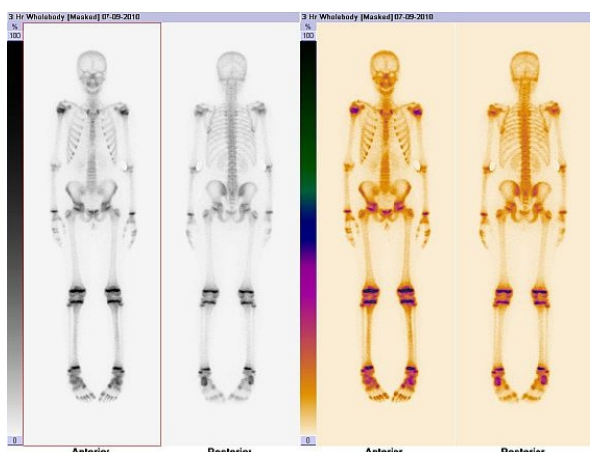 3 Hr Wholebody [Masked] 07-09-2010
%
100
0
Anterior
Posterior
3 Hr Wholebody [Masked] 07-09-2010
%
100
0
Anterior
Posterior